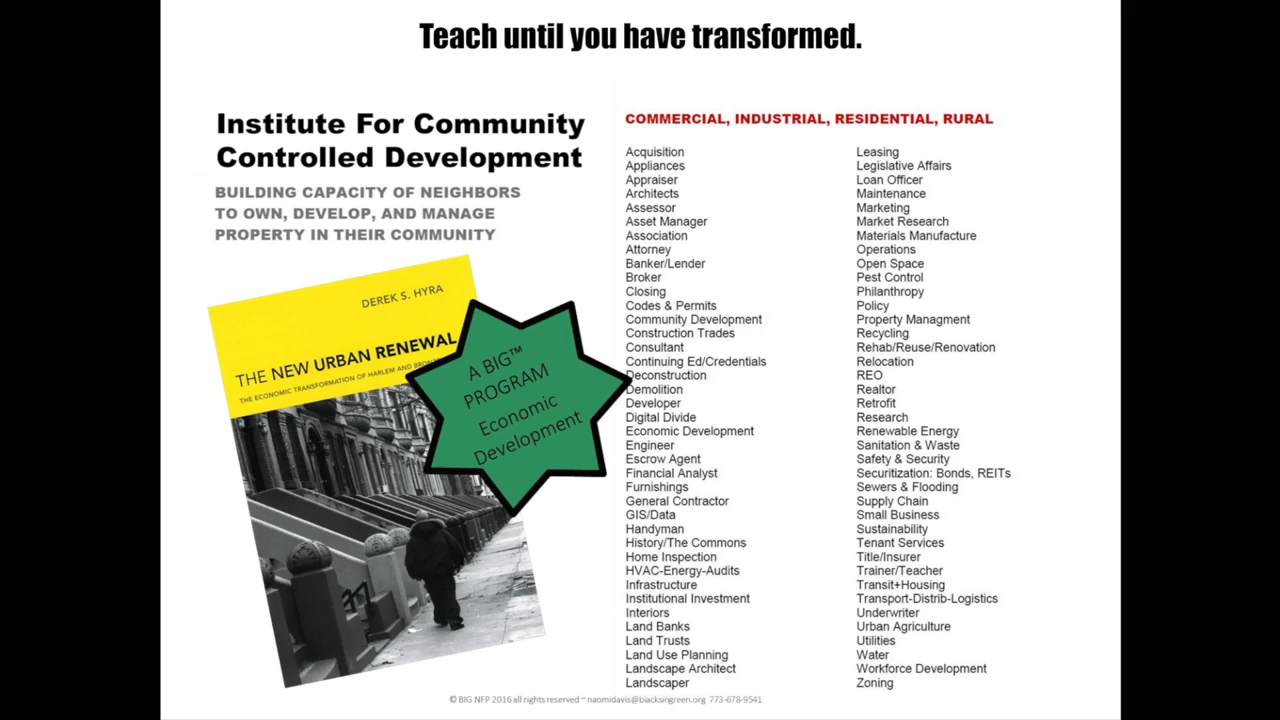 Teach until you have transformed.
Institute For Community
Controlled Development
BUILDING CAPACITY OF NEIGHBORS
TO OWN, DEVELOP, AND MANAGE
PROPERTY IN THEIR COMMUNITY
DEREK S. HYRA
THE NEW URBAN RENEWAL
THE ECONOMIC TRANSFORMATION OF HARLEM AND
A BIG™
PROGRAM
Economic
Development
COMMERCIAL, INDUSTRIAL, RESIDENTIAL, RURAL
Acquisition
Appliances
Appraiser
Architects
Assessor
Asset Manager
Association
Attorney
Banker/Lender
Broker
Closing
Codes & Permits
Community Development
Construction Trades
Consultant
Continuing Ed/Credentials
Deconstruction
Demolition
Developer
Digital Divide
Economic Development
Engineer
Escrow Agent
Financial Analyst
Furnishings
General Contractor
GIS/Data
Handyman
History/The Commons
Home Inspection
HVAC-Energy-Audits
Infrastructure
Institutional Investment
Interiors
Land Banks
Land Trusts
Land Use Planning
Landscape Architect
Landscaper
Leasing
Legislative Affairs
Loan Officer
Maintenance
Marketing
Market Research
Materials Manufacture
Operations
Open Space
Pest Control
Philanthropy
Policy
Property Managment
Recycling
Rehab/Reuse/Renovation
Relocation
REO
Realtor
Retrofit
Research
Renewable Energy
Sanitation & Waste
Safety & Security
Securitization: Bonds, REITs
Sewers & Flooding
Supply Chain
Small Business
Sustainability
Tenant Services
Title/Insurer
Trainer/Teacher
Transit+Housing
Transport-Distrib-Logistics
Underwriter
Urban Agriculture
Utilities
Water
Workforce Development
Zoning
© BIG NFP 2016 all rights reserved ~ naomidavis@blacksingreen.org 773-678-9541